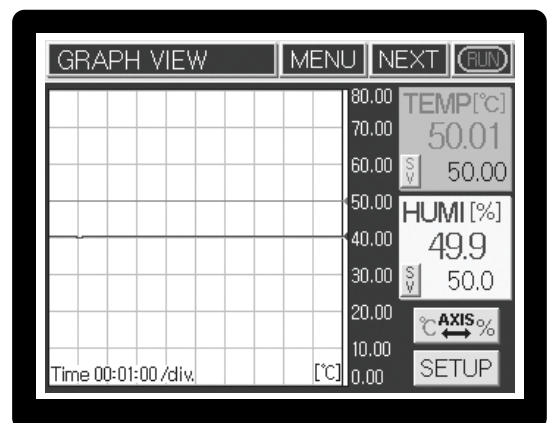 GRAPH VIEW MENU NEXT RUN
80.00
70.00
60.00
50.00
40.00
30.00
20.00
10.00
0.00
Time 00:01:00 /div. [℃]
TEMP[℃]
50.01
SV 50.00
HUMI [%]
49.9
SV 50.0
℃ AXIS %
SETUP